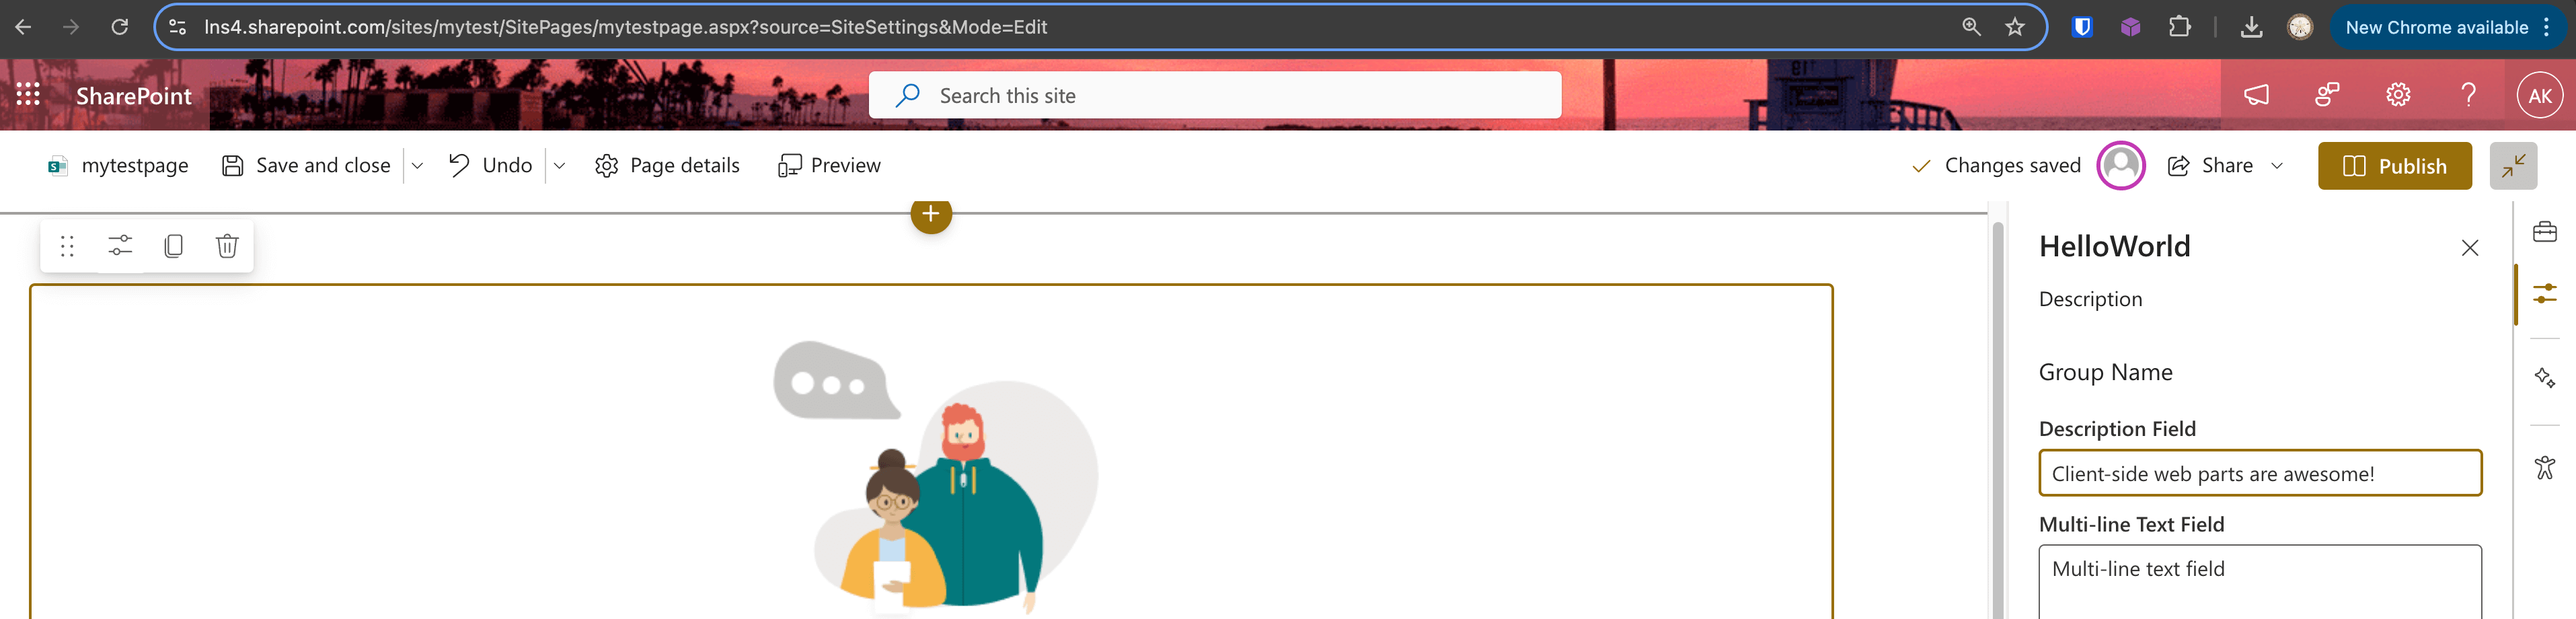 lns4.sharepoint.com/sites/mytest/SitePages/mytestpage.aspx?source=SiteSettings&Mode=Edit
New Chrome available
SharePoint
Search this site
AK
mytestpage
Save and close
Undo
Page details
Preview
Changes saved
Share
Publish
HelloWorld
Description
Group Name
Description Field
Client-side web parts are awesome!
Multi-line Text Field
Multi-line text field